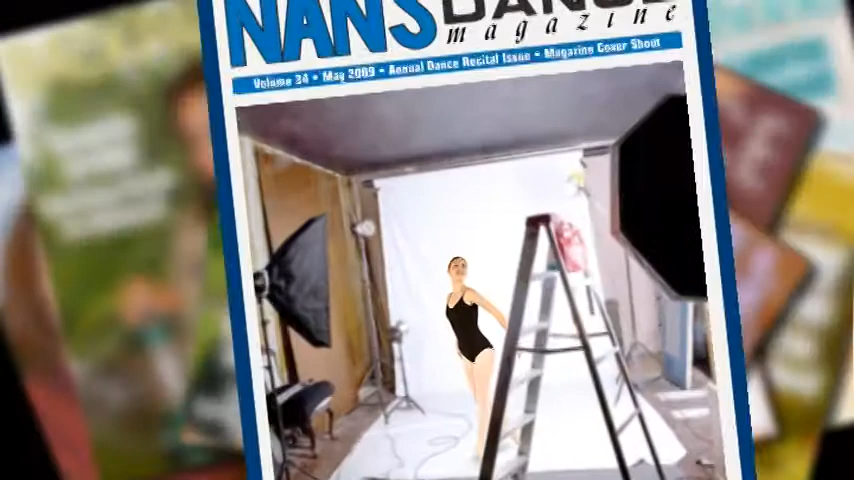 NANS DANCE
magazine
Volume 34 • May 2009 • Annual Dance Recital Issue • Magazine Cover Shoot